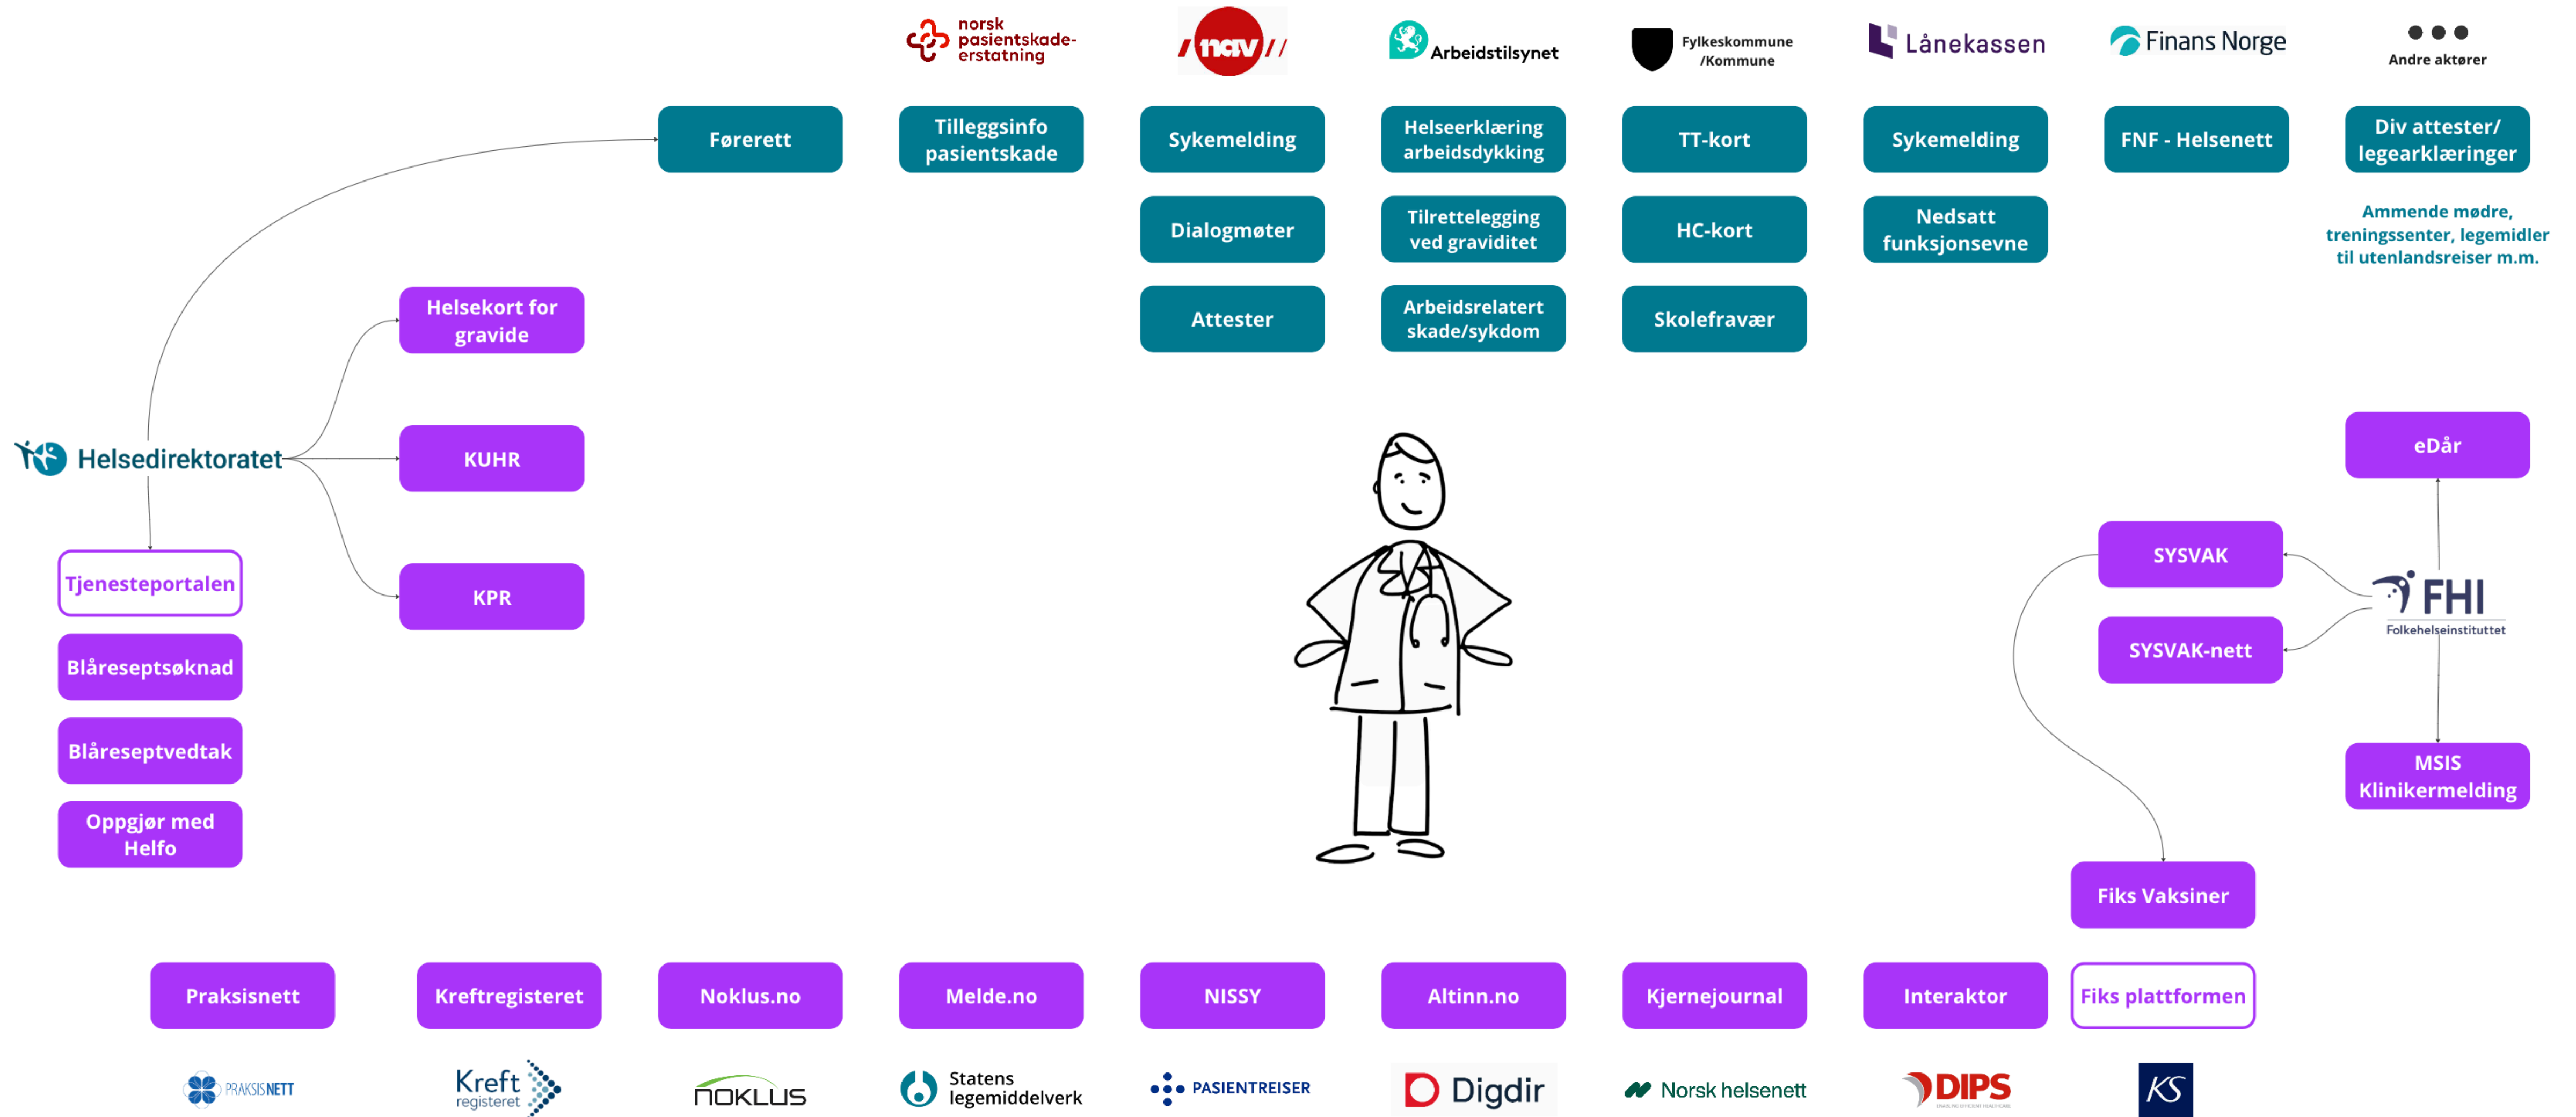 norsk
pasientskade-
erstatning
nav
Arbeidstilsynet
Fylkeskommune
/Kommune
Lånekassen
Finans Norge
Andre aktører
Førerett
Tilleggsinfo
pasientskade
Sykemelding
Helseerklæring
arbeidsdykking
TT-kort
Sykemelding
FNF - Helsenett
Div attester/
legearklæringer
Dialogmøter
Tilrettelegging
ved graviditet
HC-kort
Nedsatt
funksjonsevne
Ammende mødre,
treningssenter, legemidler
til utenlandsreiser m.m.
Attester
Arbeidsrelatert
skade/sykdom
Skolefravær
Helsekort for
gravide
Helsedirektoratet
KUHR
KPR
Tjenesteportalen
Blåreseptsøknad
Blåreseptvedtak
Oppgjør med
Helfo
eDår
SYSVAK
FHI
Folkehelseinstituttet
SYSVAK-nett
MSIS
Klinikermelding
Fiks Vaksiner
Praksisnett
Kreftregisteret
Noklus.no
Melde.no
NISSY
Altinn.no
Kjernejournal
Interaktor
Fiks plattformen
PRAKSISNETT
Kreft
registeret
NOKLUS
Statens
legemiddelverk
PASIENTREISER
Digdir
Norsk helsenett
DIPS
KS